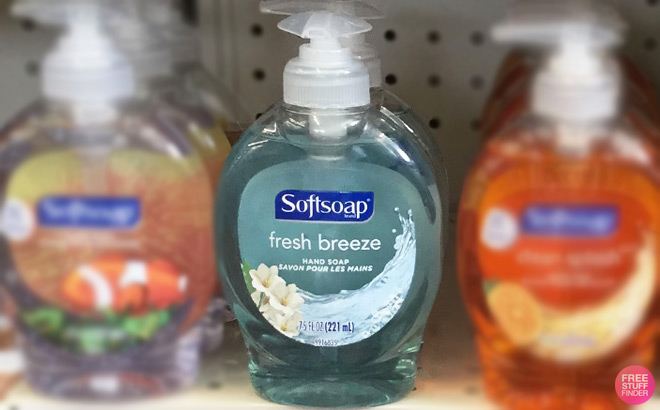 Softsoap
brand
fresh breeze
HAND SOAP
SAVON POUR LES MAINS
7.5 FL OZ (221 mL)
Softsoap
Softsoap
FREE
STUFF
FINDER